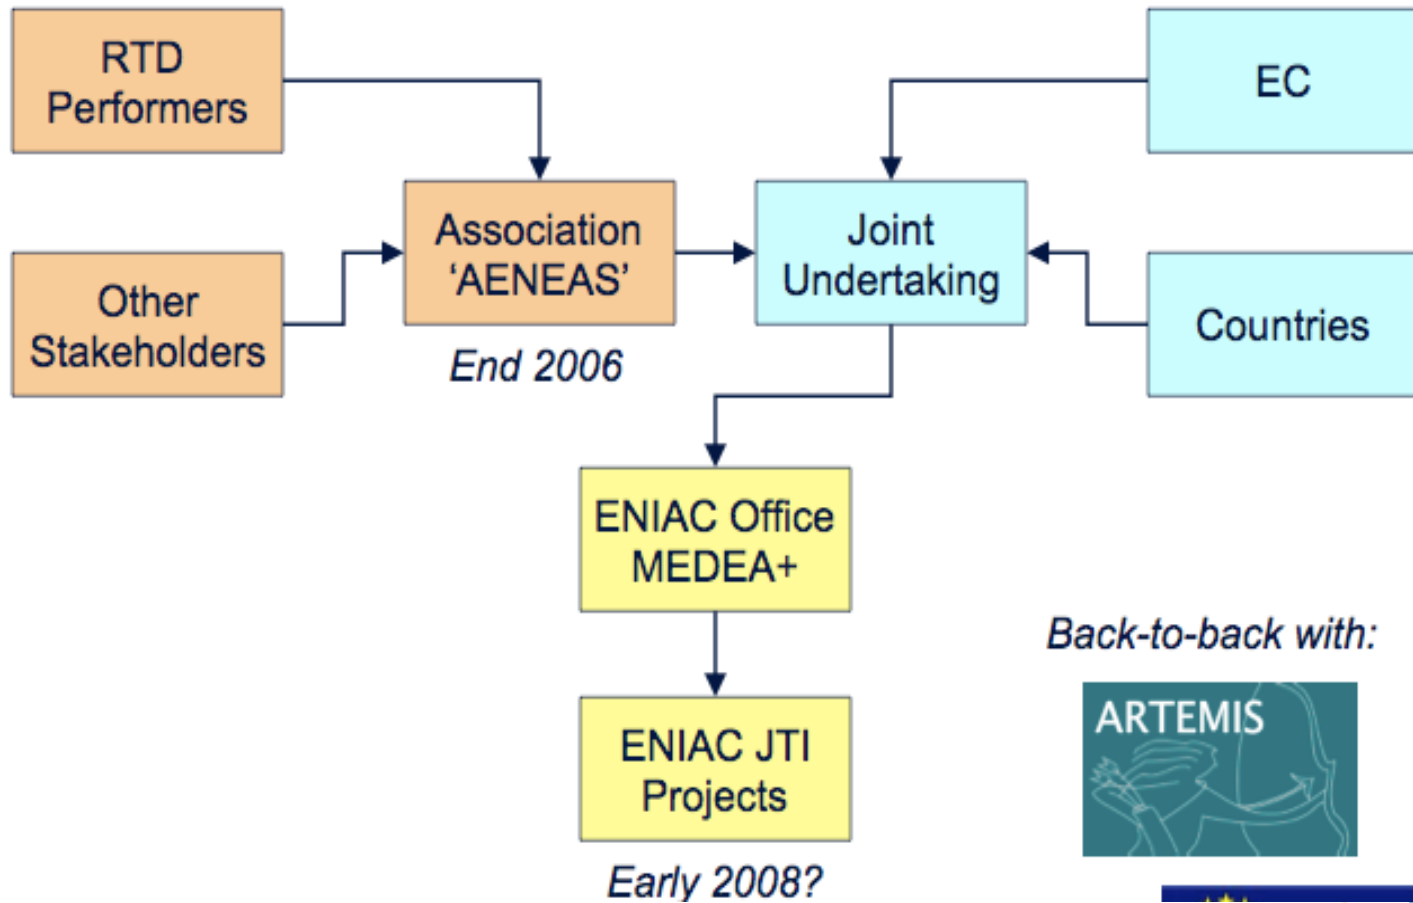 RTD
Performers
EC
Association
‘AENEAS’
Joint
Undertaking
Other
Stakeholders
Countries
End 2006
ENIAC Office
MEDEA+
Back-to-back with:
ARTEMIS
ENIAC JTI
Projects
Early 2008?